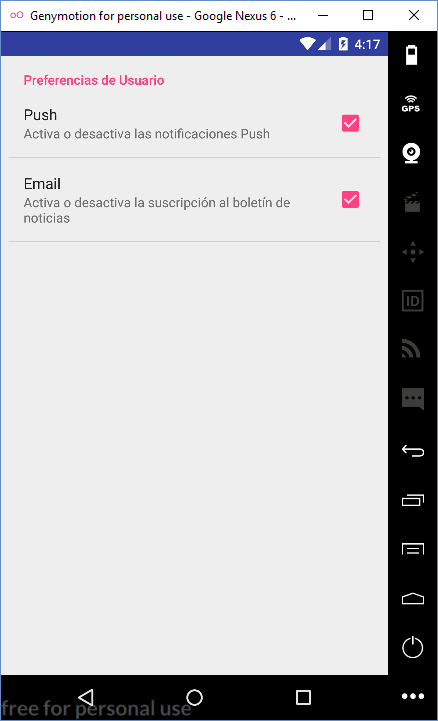 Genymotion for personal use - Google Nexus 6 - ...
4:17
GPS
Preferencias de Usuario
Push
Activa o desactiva las notificaciones Push
Email
Activa o desactiva la suscripción al boletín de
noticias
ID
free for personal use